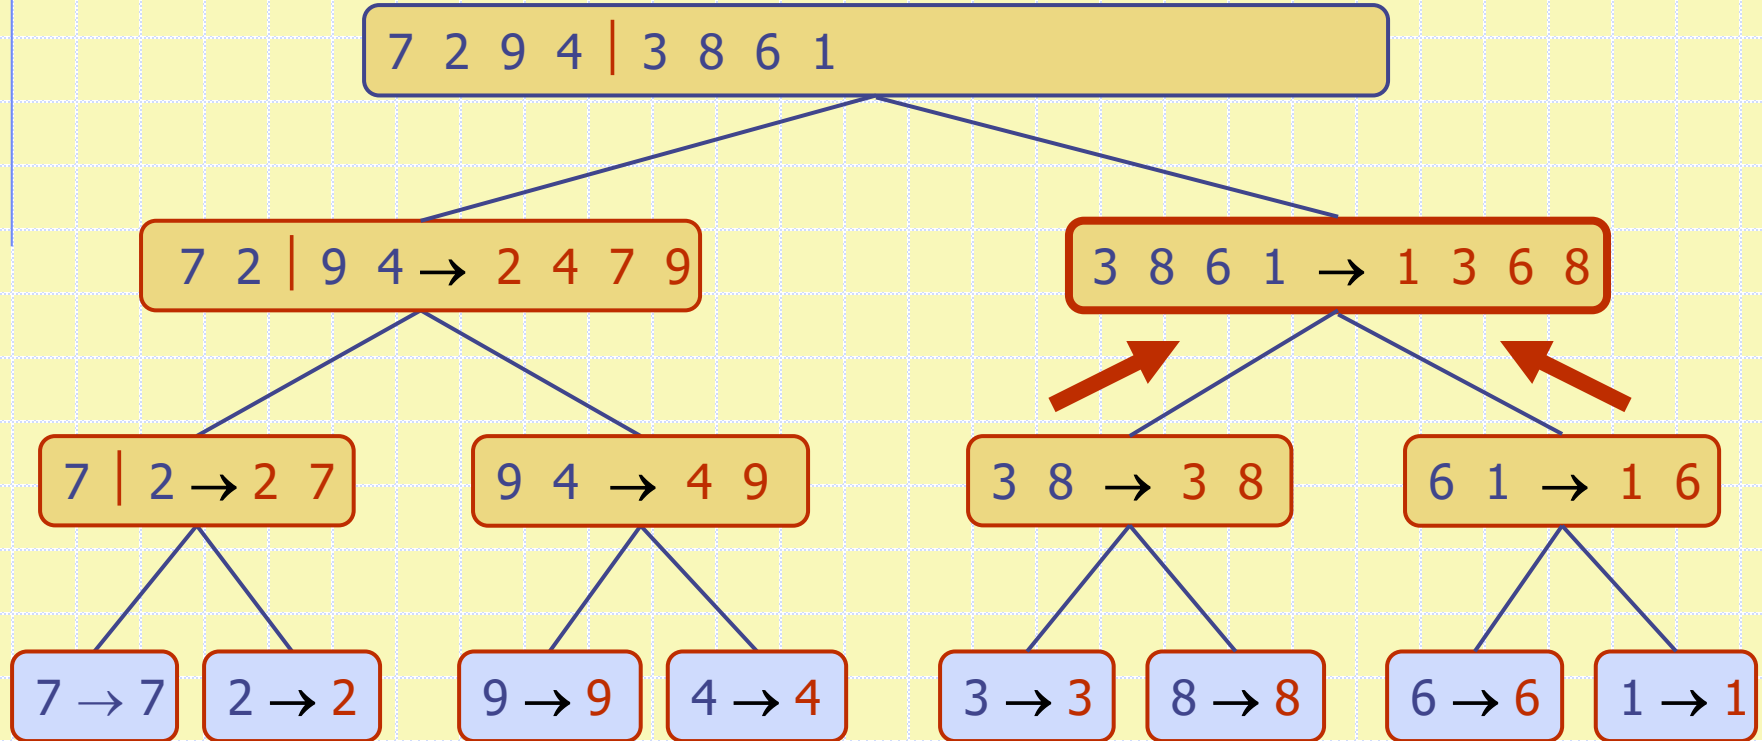 7 2 9 4 | 3 8 6 1
7 2 | 9 4 → 2 4 7 9
3 8 6 1 → 1 3 6 8
7 | 2 → 2 7
9 4 → 4 9
3 8 → 3 8
6 1 → 1 6
7 → 7
2 → 2
9 → 9
4 → 4
3 → 3
8 → 8
6 → 6
1 → 1